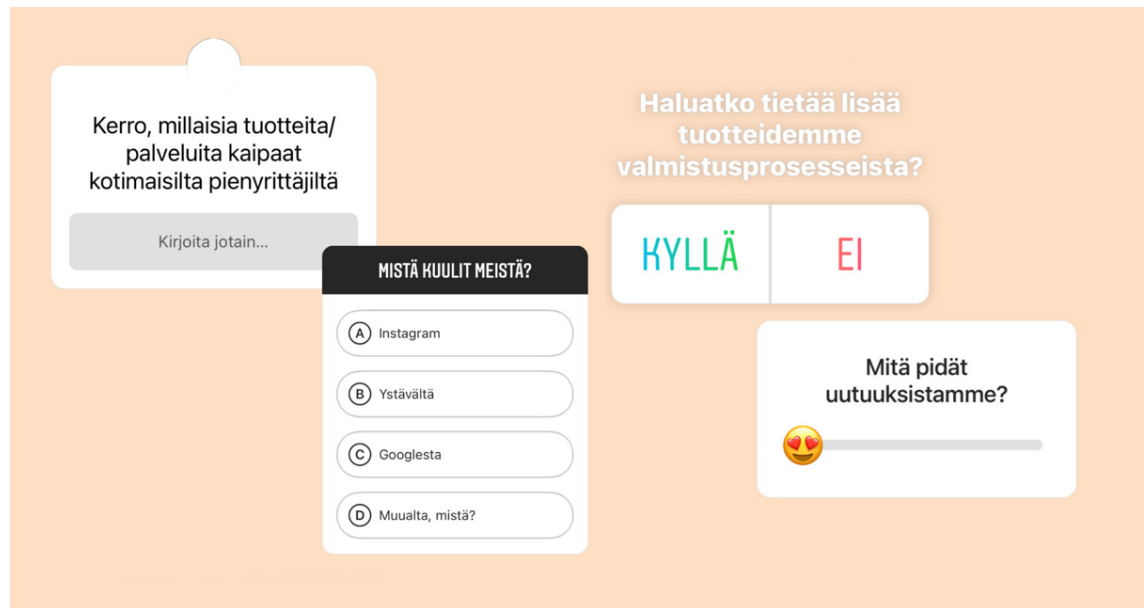 Kerro, millaisia tuotteita/
palveluita kaipaat
kotimaisilta pienyrittäjiltä
Kirjoita jotain...
MISTÄ KUULIT MEISTÄ?
A Instagram
B Ystävältä
C Googlesta
D Muualta, mistä?
Haluatko tietää lisää
tuotteidemme
valmistusprosesseista?
KYLLÄ EI
Mitä pidät
uutuuksistamme?